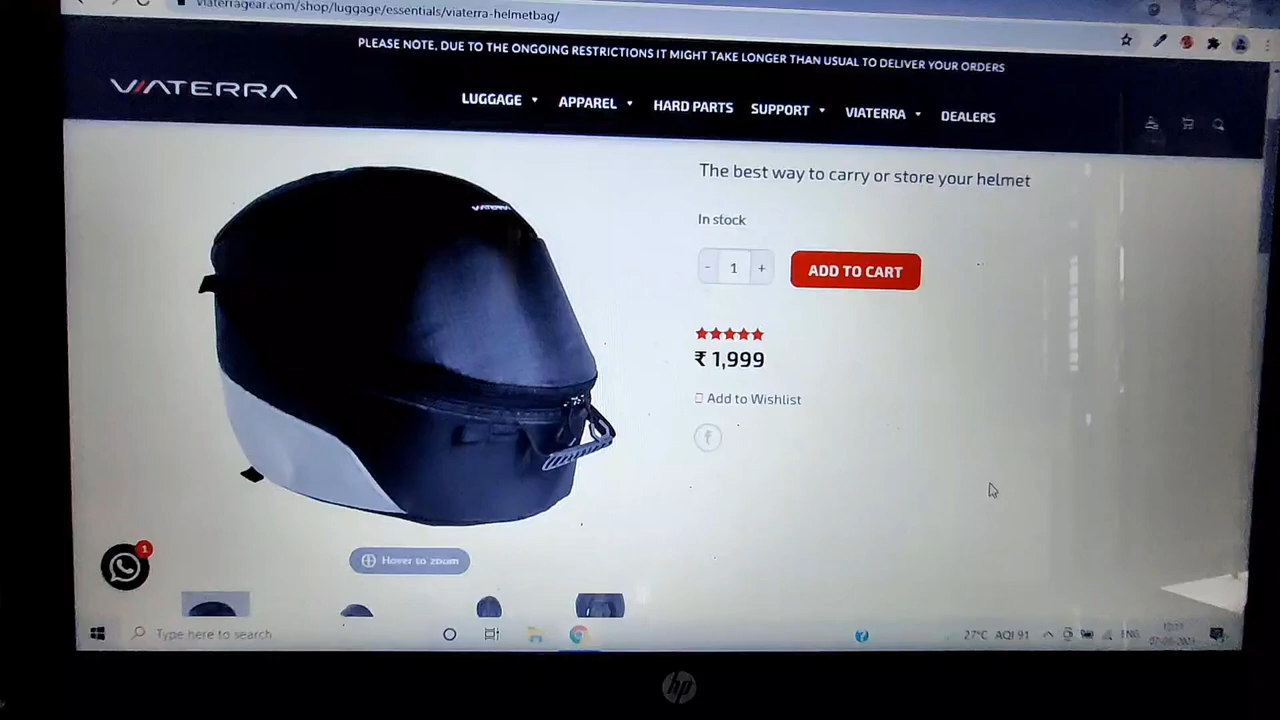 viaterragear.com/shop/luggage/essentials/viaterra-helmetbag/
PLEASE NOTE, DUE TO THE ONGOING RESTRICTIONS IT MIGHT TAKE LONGER THAN USUAL TO DELIVER YOUR ORDERS
VIATERRA
LUGGAGE APPAREL HARD PARTS SUPPORT VIATERRA DEALERS
The best way to carry or store your helmet
VIATERRA
In stock
- 1 + ADD TO CART
₹ 1,999
Add to Wishlist
f
1
Hover to zoom
Type here to search
27°C AQI 91 ENG
hp